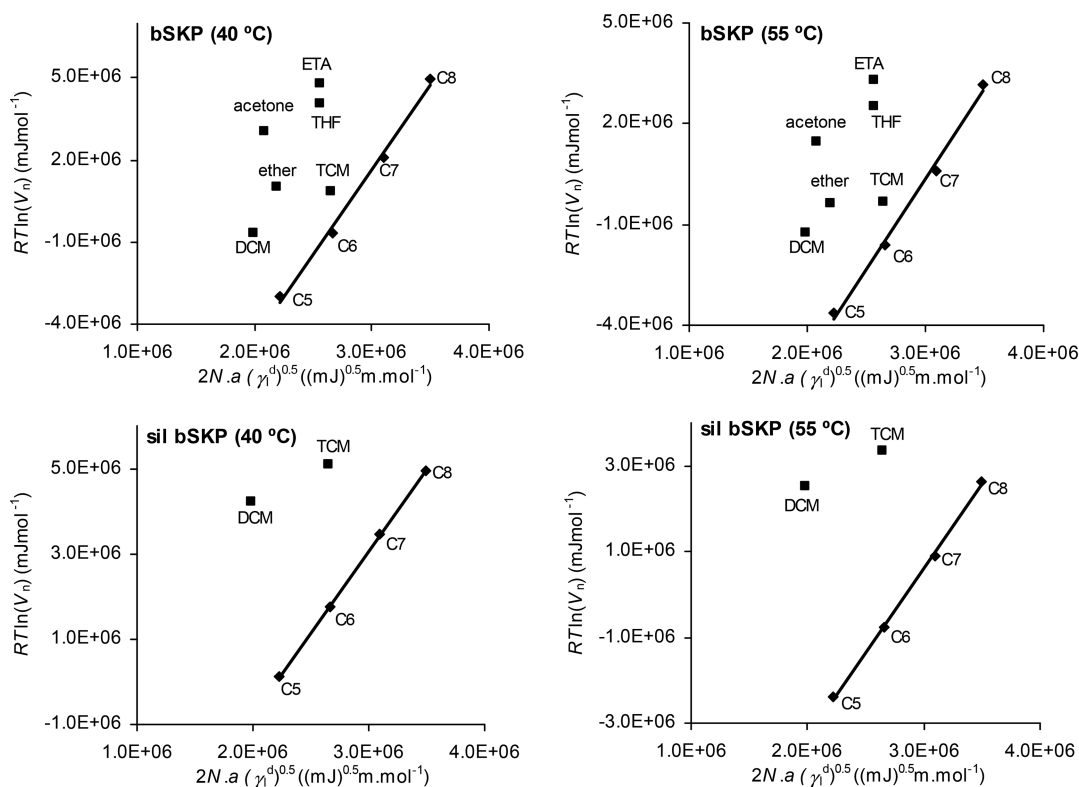 bSKP (40 ºC)
5.0E+06
2.0E+06
-1.0E+06
-4.0E+06
RTln(Vn) (mJmol-1)
ETA
THF
acetone
ether
TCM
DCM
C8
C7
C6
C5
1.0E+06 2.0E+06 3.0E+06 4.0E+06
2N.a (γld)0.5 ((mJ)0.5m.mol-1)
bSKP (55 ºC)
5.0E+06
2.0E+06
-1.0E+06
-4.0E+06
RTln(Vn) (mJmol-1)
ETA
THF
acetone
ether
TCM
DCM
C8
C7
C6
C5
1.0E+06 2.0E+06 3.0E+06 4.0E+06
2N.a (γld)0.5 ((mJ)0.5m.mol-1)
sil bSKP (40 ºC)
5.0E+06
3.0E+06
1.0E+06
-1.0E+06
RTln(Vn) (mJmol-1)
TCM
DCM
C8
C7
C6
C5
1.0E+06 2.0E+06 3.0E+06 4.0E+06
2N.a (γld)0.5 ((mJ)0.5m.mol-1)
sil bSKP (55 ºC)
3.0E+06
1.0E+06
-1.0E+06
-3.0E+06
RTln(Vn) (mJmol-1)
TCM
DCM
C8
C7
C6
C5
1.0E+06 2.0E+06 3.0E+06 4.0E+06
2N.a (γld)0.5 ((mJ)0.5m.mol-1)